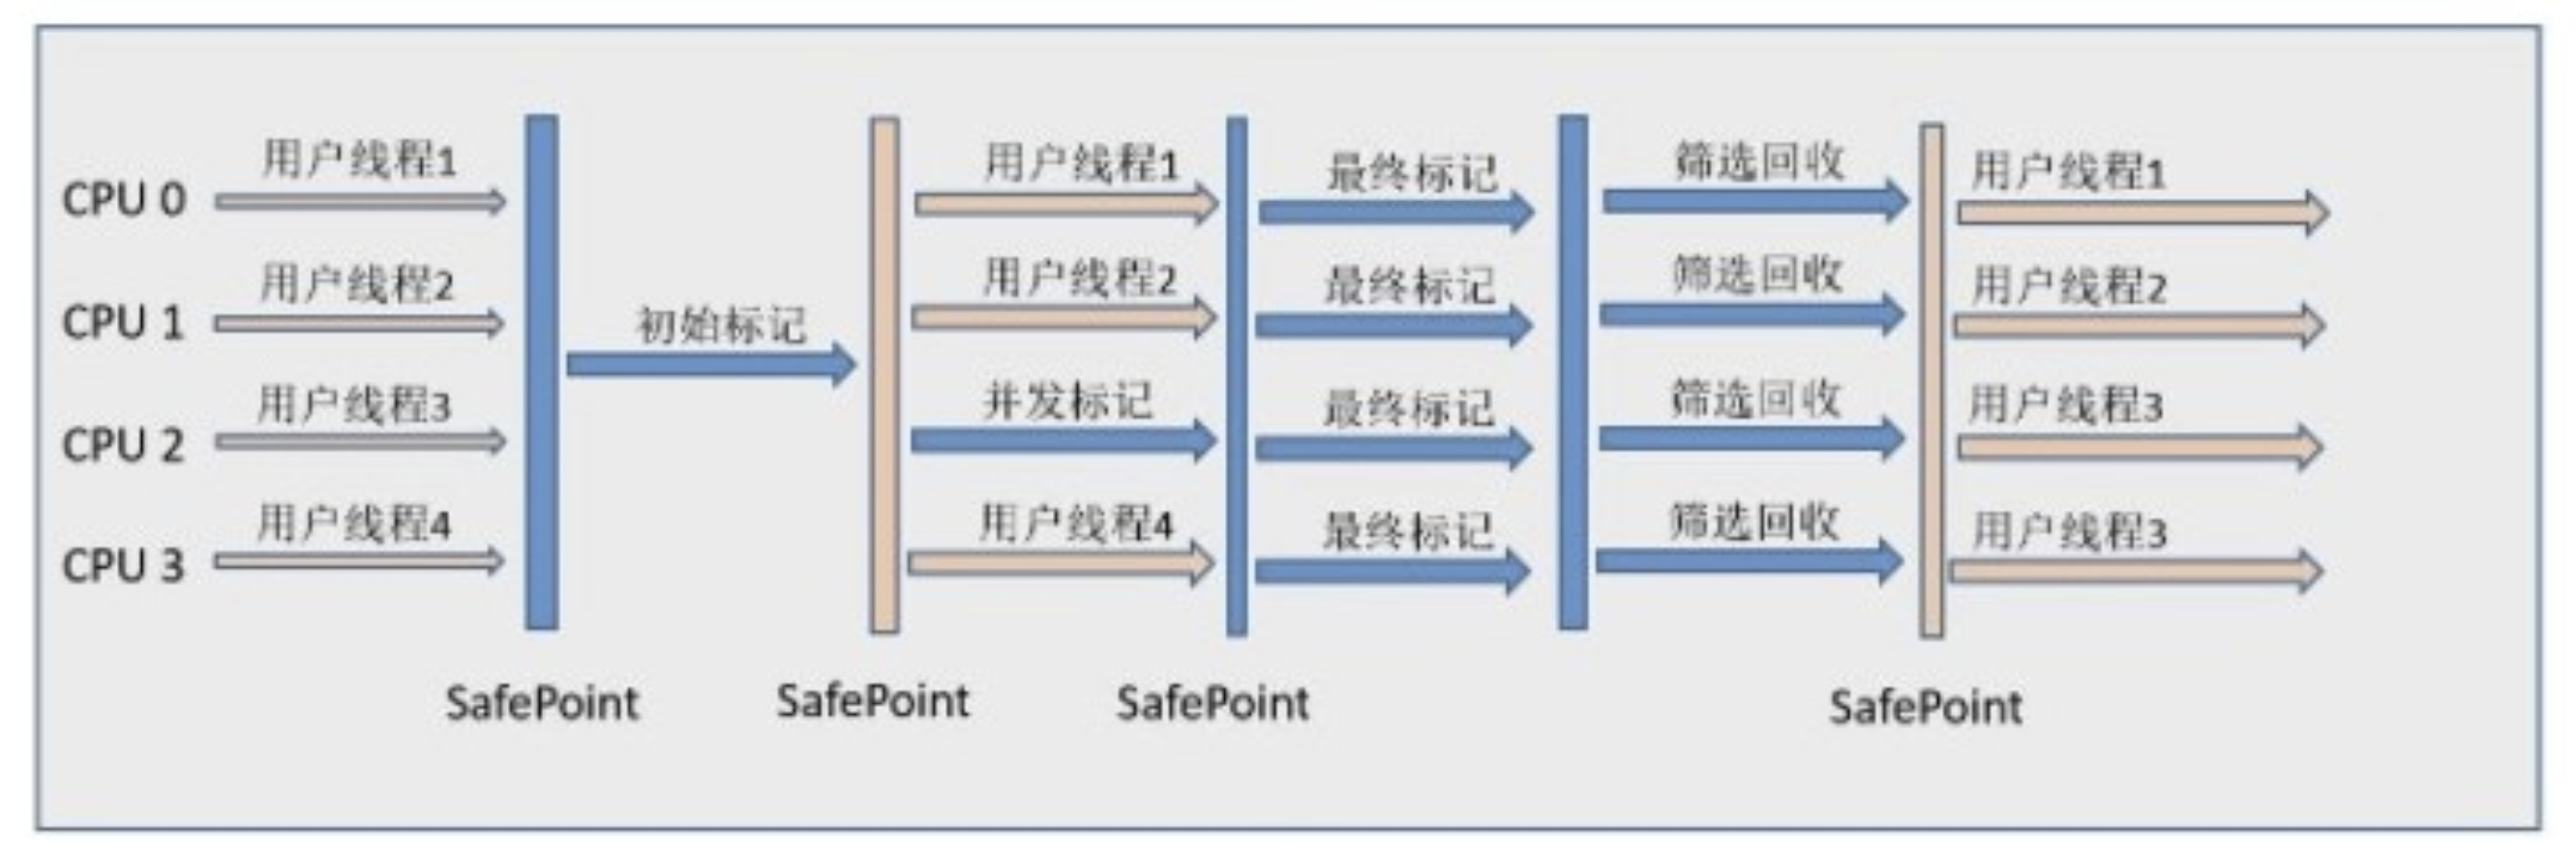 用户线程1 用户线程1 最终标记 筛选回收 用户线程1
CPU 0
用户线程2 用户线程2 最终标记 筛选回收 用户线程2
CPU 1
初始标记
用户线程3 并发标记 最终标记 筛选回收 用户线程3
CPU 2
用户线程4 用户线程4 最终标记 筛选回收 用户线程3
CPU 3
SafePoint SafePoint SafePoint SafePoint